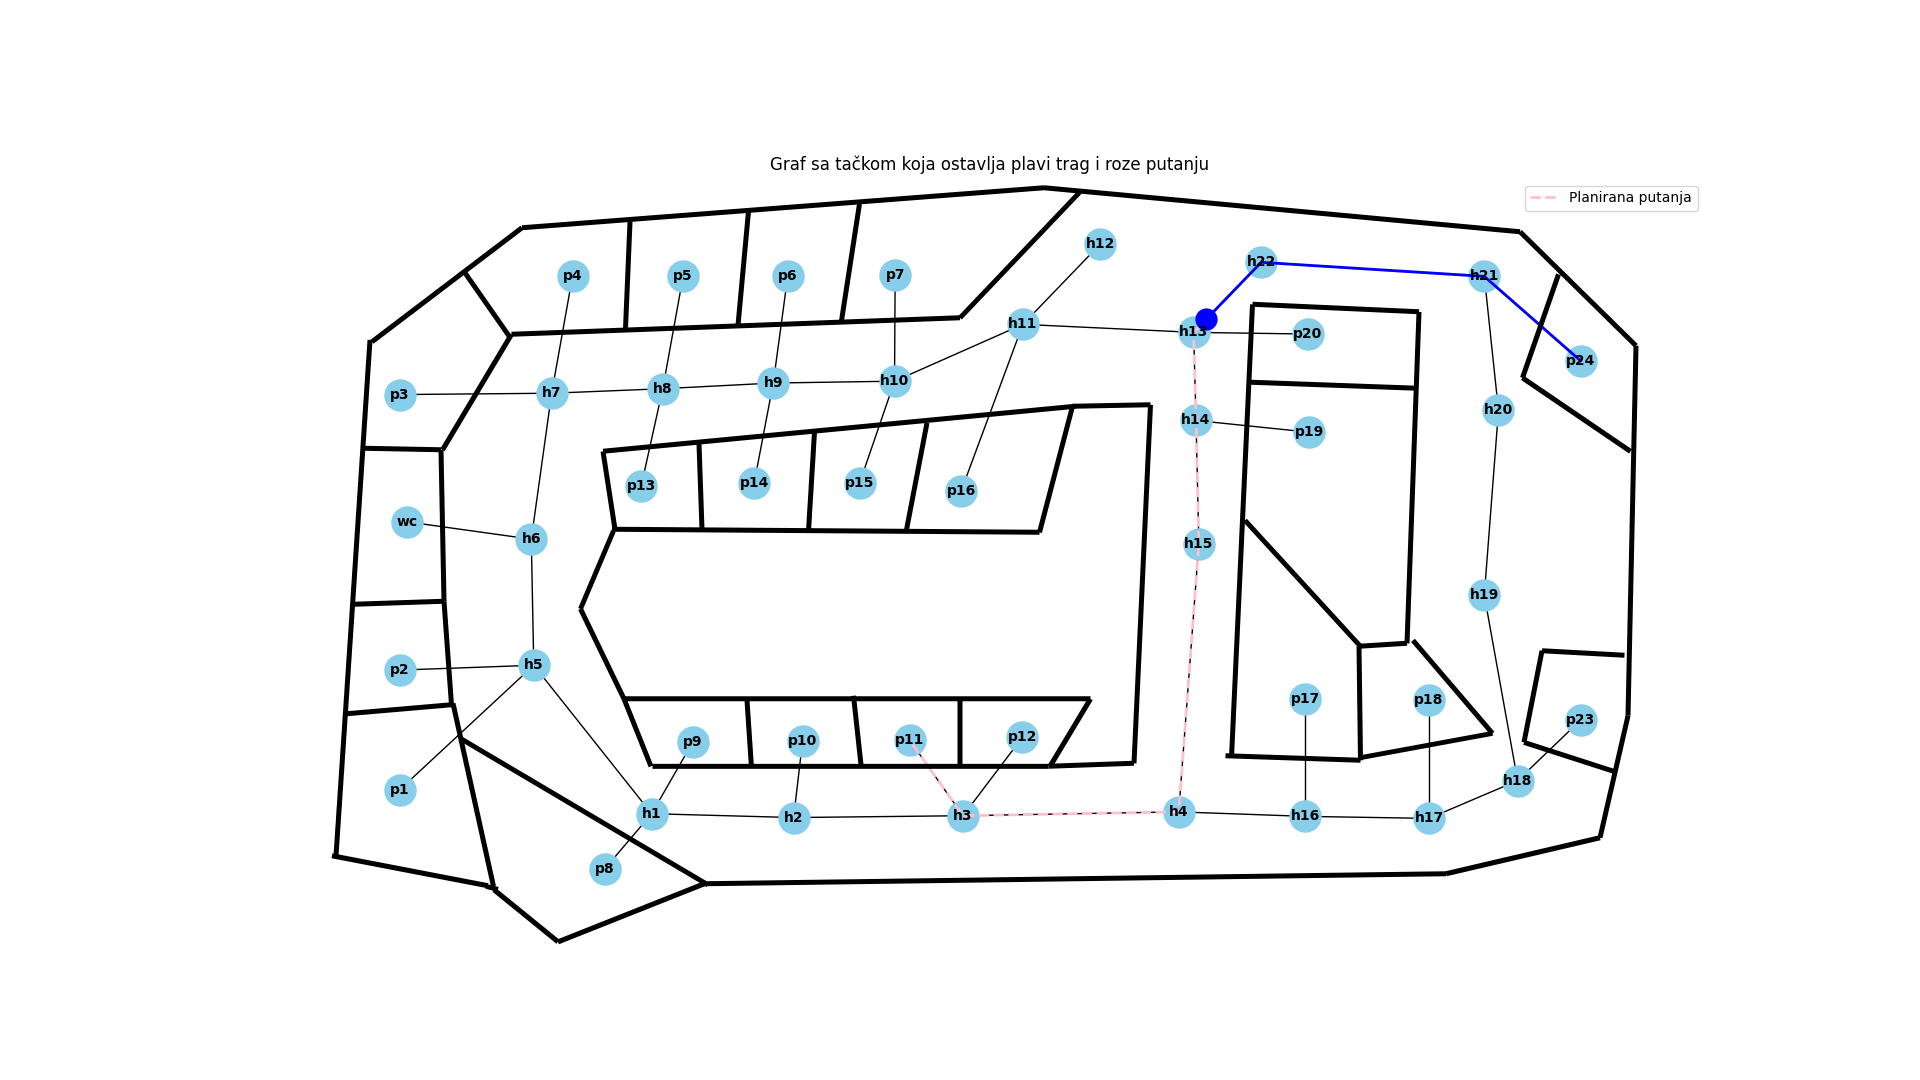 Graf sa tačkom koja ostavlja plavi trag i roze putanju
Planirana putanja
h12
h22
p4
p5
p6
p7
h21
h11
h13
p20
p24
p3
h7
h8
h9
h10
h20
h14
p19
p13
p14
p15
p16
wc
h6
h15
h19
p2
h5
p17
p18
p23
p9
p10
p11
p12
p1
h18
h1
h2
h3
h4
h16
h17
p8